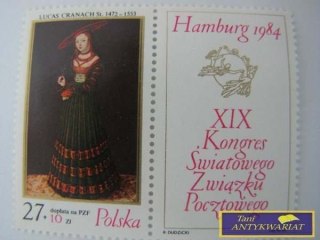 LUCAS CRANACH St. 1472 - 1553
27.+10 zł
dopłata na PZF
Polska
Hamburg 1984
XIX
Kongres
Światowego
Związku
Pocztowego
Tani
ANTYKWARIAT